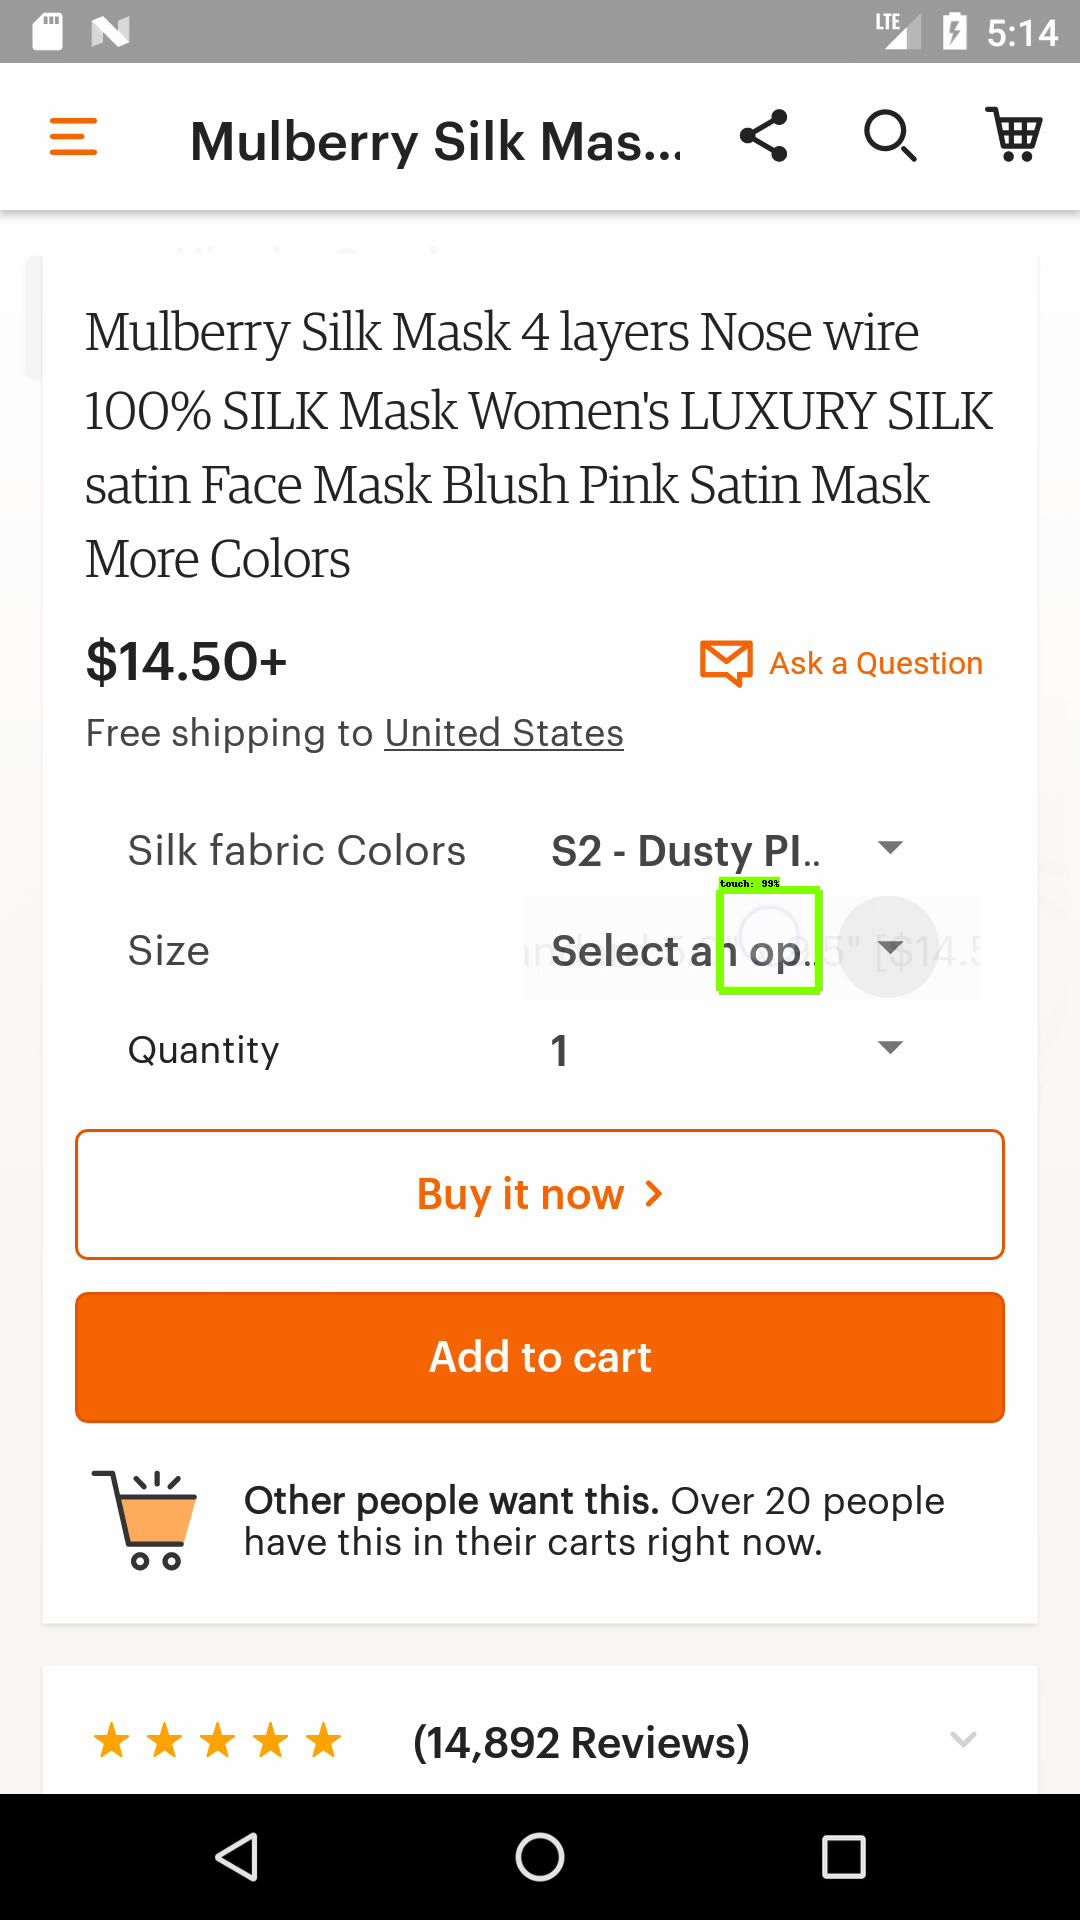 LTE 5:14
Mulberry Silk Mas...
Mulberry Silk Mask 4 layers Nose wire
100% SILK Mask Women's LUXURY SILK
satin Face Mask Blush Pink Satin Mask
More Colors
$14.50+
Ask a Question
Free shipping to United States
Silk fabric Colors S2 - Dusty PI..
touch: 99%
Size Select an op..
Quantity 1
Buy it now
Add to cart
Other people want this. Over 20 people
have this in their carts right now.
(14,892 Reviews)